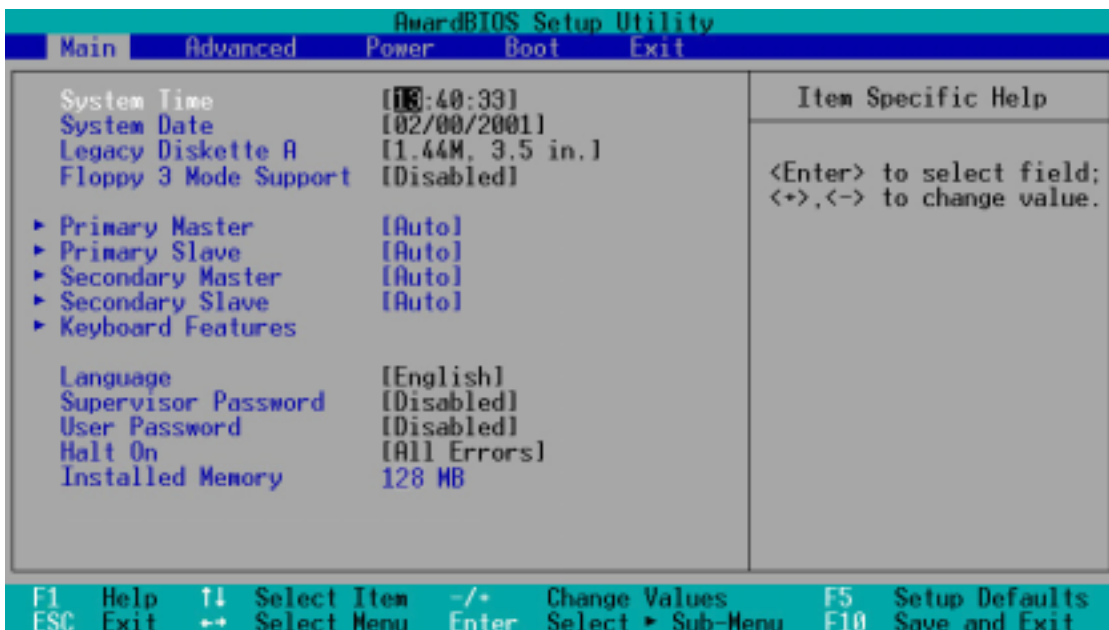 AwardBIOS Setup Utility
Main Advanced Power Boot Exit
System Time [13:40:33]
System Date [02/00/2001]
Legacy Diskette A [1.44M, 3.5 in.]
Floppy 3 Mode Support [Disabled]
► Primary Master [Auto]
► Primary Slave [Auto]
► Secondary Master [Auto]
► Secondary Slave [Auto]
► Keyboard Features
Language [English]
Supervisor Password [Disabled]
User Password [Disabled]
Halt On [All Errors]
Installed Memory 128 MB
Item Specific Help
<Enter> to select field;
<+>,<-> to change value.
F1 Help ↑↓ Select Item -/+ Change Values F5 Setup Defaults
ESC Exit ←→ Select Menu Enter Select ► Sub-Menu F10 Save and Exit